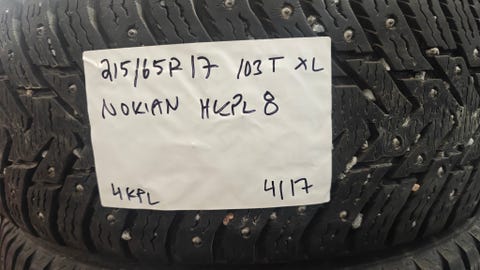 215/65R17 103T XL
NOKIAN HKPL 8
4KPL 4/17